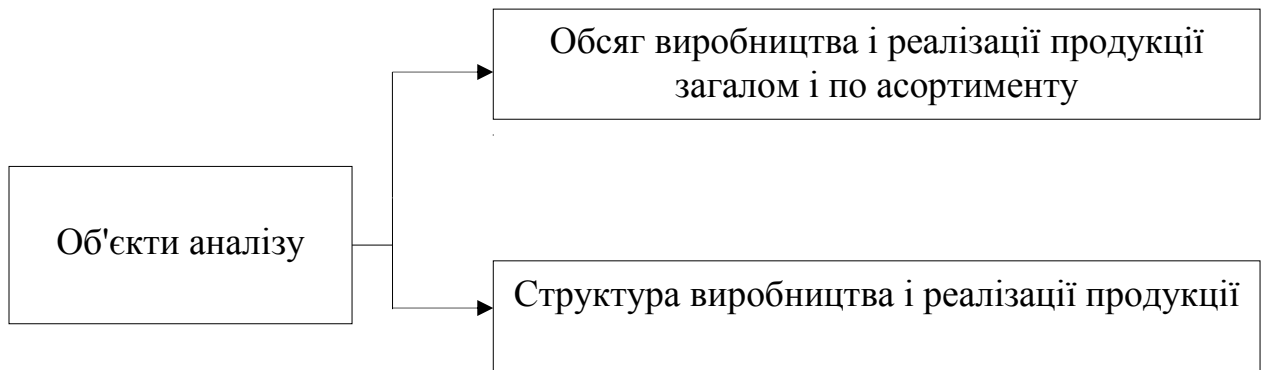 Обсяг виробництва і реалізації продукції
загалом і по асортименту
Об'єкти аналізу
Структура виробництва і реалізації продукції